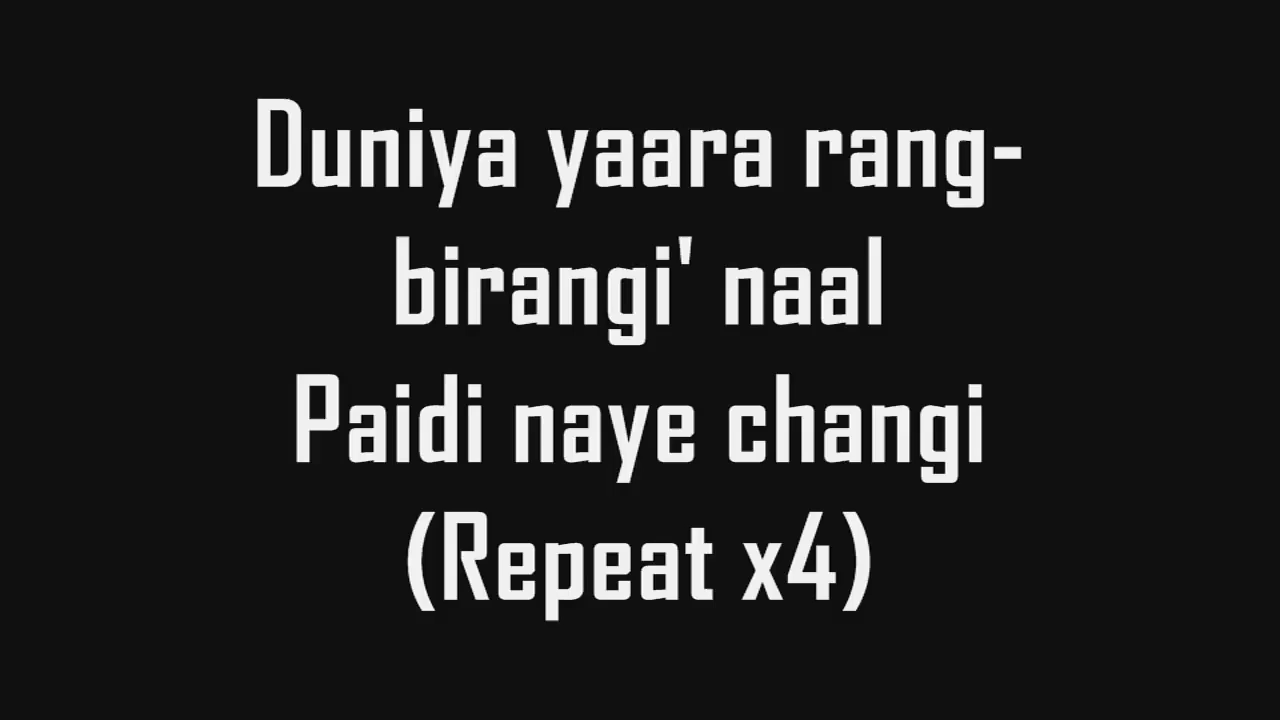 Duniya yaara rang-
birangi' naal
Paidi naye changi
(Repeat x4)